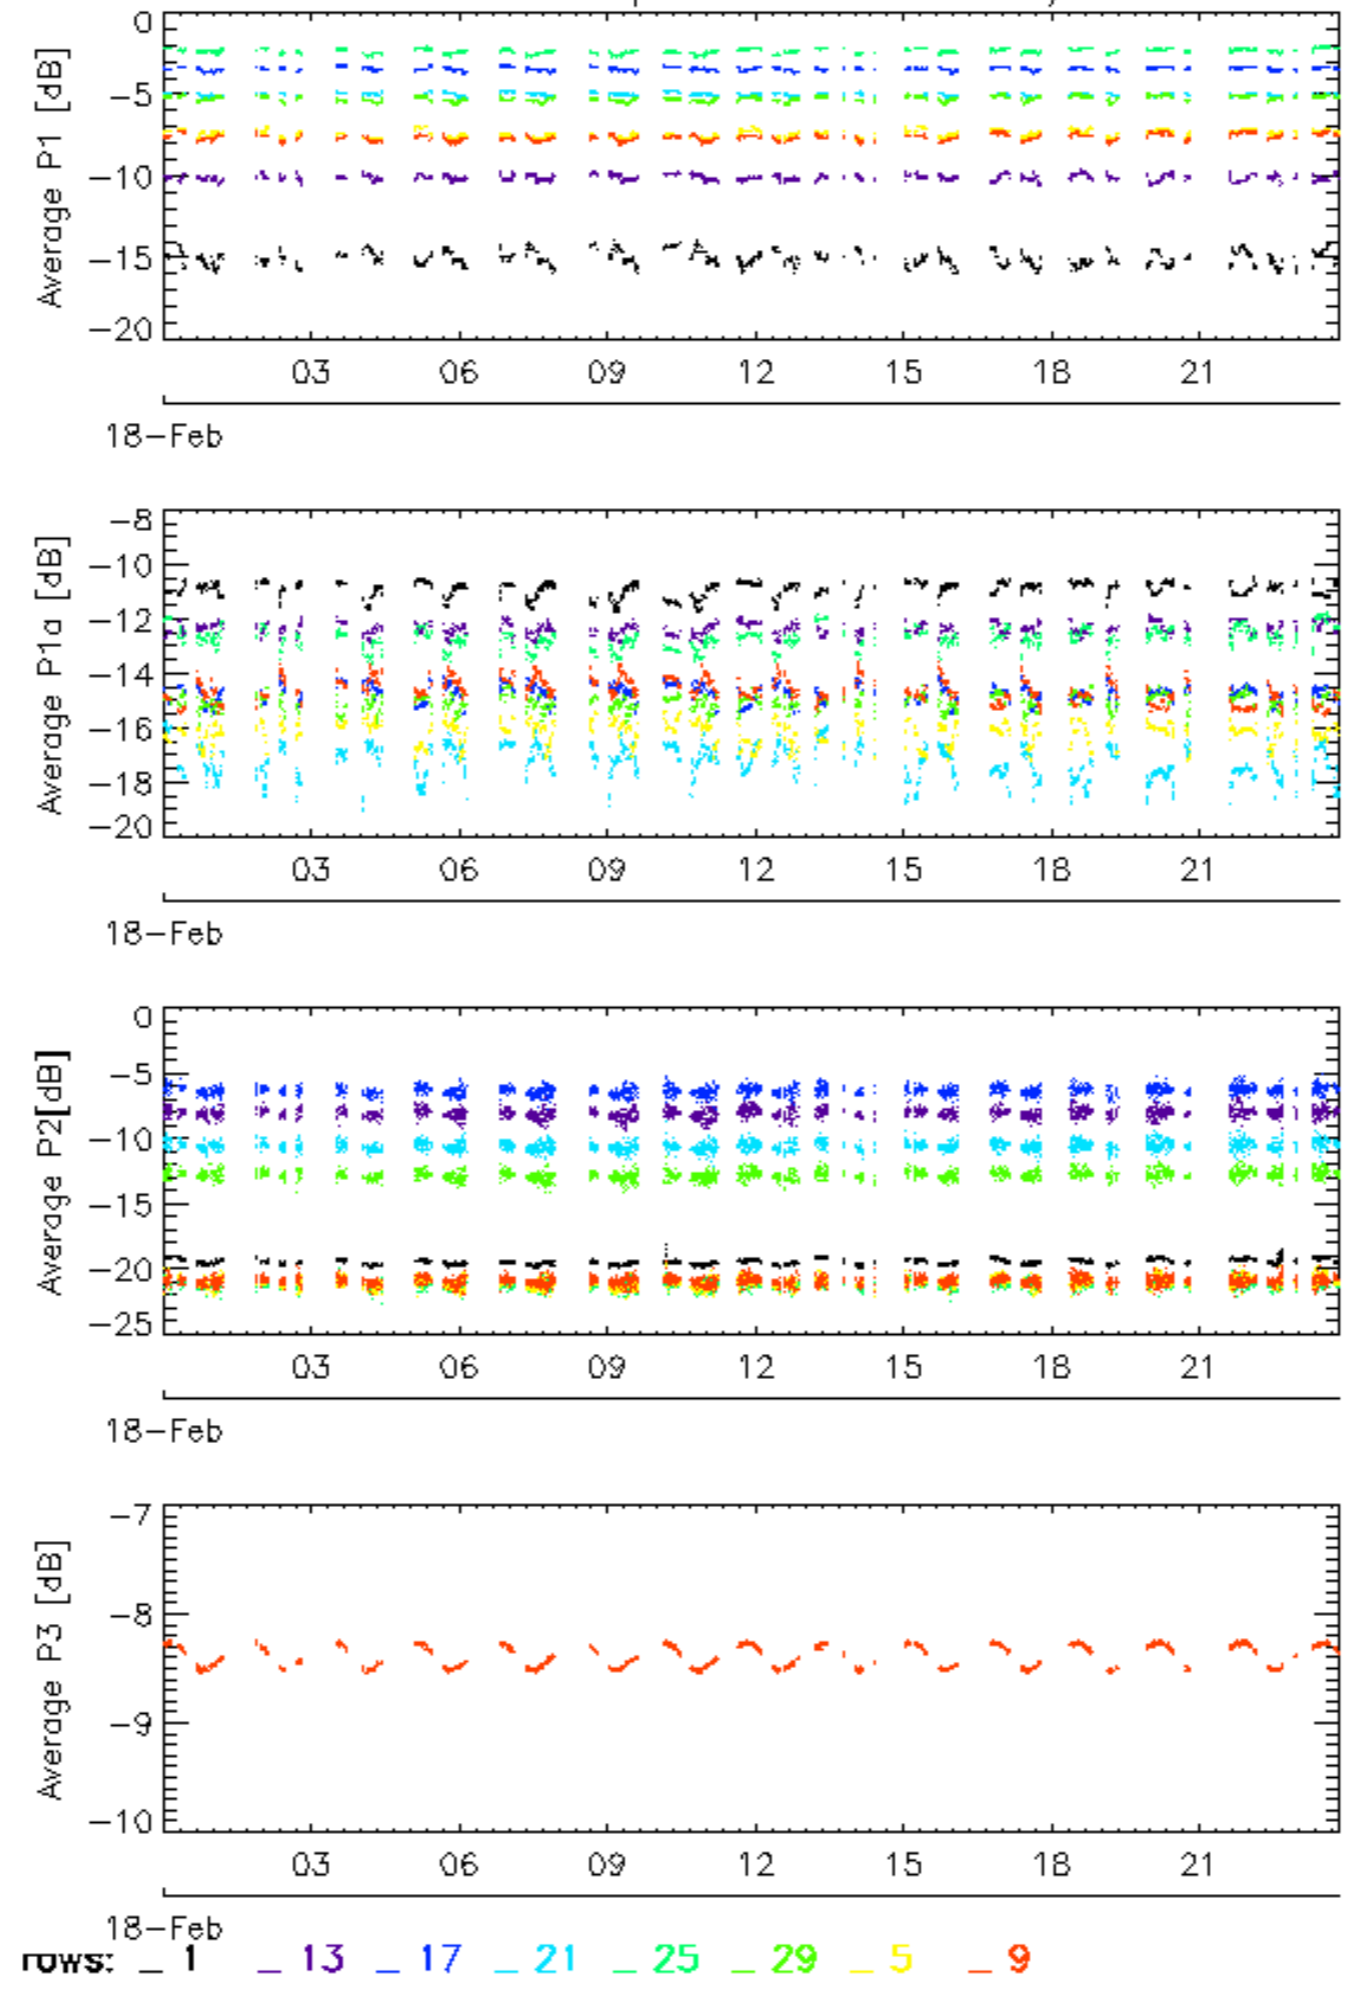 Average P1 [dB]
0
−5
−10
−15
−20
03 06 09 12 15 18 21
18−Feb
Average P1a [dB]
−8
−10
−12
−14
−16
−18
−20
03 06 09 12 15 18 21
18−Feb
Average P2[dB]
0
−5
−10
−15
−20
−25
03 06 09 12 15 18 21
18−Feb
Average P3 [dB]
−7
−8
−9
−10
03 06 09 12 15 18 21
18−Feb
rows: _ 1 _ 13 _ 17 _ 21 _ 25 _ 29 _ 5 _ 9